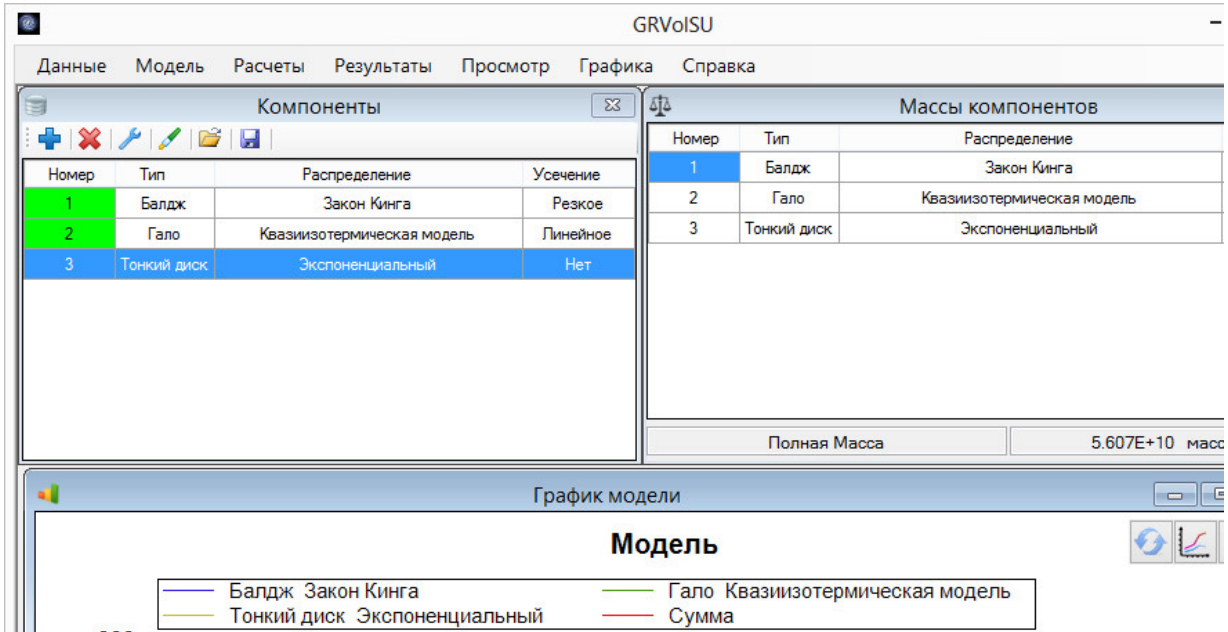 GRVolSU
Данные Модель Расчеты Результаты Просмотр Графика Справка
Компоненты
Номер Тип Распределение Усечение
1 Балдж Закон Кинга Резкое
2 Гало Квазиизотермическая модель Линейное
3 Тонкий диск Экспоненциальный Нет
Массы компонентов
Номер Тип Распределение
1 Балдж Закон Кинга
2 Гало Квазиизотермическая модель
3 Тонкий диск Экспоненциальный
Полная Масса 5.607E+10 масс
График модели
Модель
Балдж Закон Кинга Гало Квазиизотермическая модель
Тонкий диск Экспоненциальный Сумма